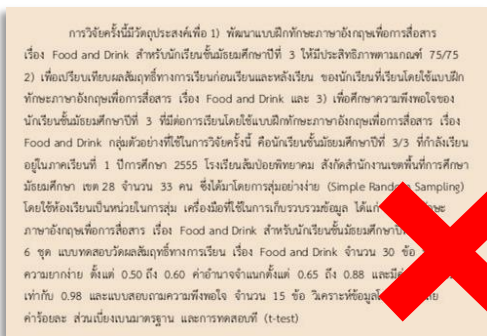 การวิจัยครั้งนี้มีวัตถุประสงค์เพื่อ 1) พัฒนาแบบฝึกทักษะภาษาอังกฤษเพื่อการสื่อสาร
เรื่อง Food and Drink สำหรับนักเรียนชั้นมัธยมศึกษาปีที่ 3 ให้มีประสิทธิภาพตามเกณฑ์ 75/75
2) เพื่อเปรียบเทียบผลสัมฤทธิ์ทางการเรียนก่อนเรียนและหลังเรียน ของนักเรียนที่เรียนโดยใช้แบบฝึก
ทักษะภาษาอังกฤษเพื่อการสื่อสาร เรื่อง Food and Drink และ 3) เพื่อศึกษาความพึงพอใจของ
นักเรียนชั้นมัธยมศึกษาปีที่ 3 ที่มีต่อการเรียนโดยใช้แบบฝึกทักษะภาษาอังกฤษเพื่อการสื่อสาร เรื่อง
Food and Drink กลุ่มตัวอย่างที่ใช้ในการวิจัยครั้งนี้ คือนักเรียนชั้นมัธยมศึกษาปีที่ 3/3 ที่กำลังเรียน
อยู่ในภาคเรียนที่ 1 ปีการศึกษา 2555 โรงเรียนส้มป่อยพิทยาคม สังกัดสำนักงานเขตพื้นที่การศึกษา
มัธยมศึกษา เขต 28 จำนวน 33 คน ซึ่งได้มาโดยการสุ่มอย่างง่าย (Simple Random Sampling)
โดยใช้ห้องเรียนเป็นหน่วยในการสุ่ม เครื่องมือที่ใช้ในการเก็บรวบรวมข้อมูล ได้แก่
ภาษาอังกฤษเพื่อการสื่อสาร เรื่อง Food and Drink สำหรับนักเรียนชั้นมัธยมศึกษา
6 ชุด แบบทดสอบวัดผลสัมฤทธิ์ทางการเรียน เรื่อง Food and Drink จำนวน 30 ข้อ
ความยากง่าย ตั้งแต่ 0.50 ถึง 0.60 ค่าอำนาจจำแนกตั้งแต่ 0.65 ถึง 0.88 และมี
เท่ากับ 0.98 และแบบสอบถามความพึงพอใจ จำนวน 15 ข้อ วิเคราะห์ข้อมูล
ค่าร้อยละ ส่วนเบี่ยงเบนมาตรฐาน และการทดสอบที (t-test)